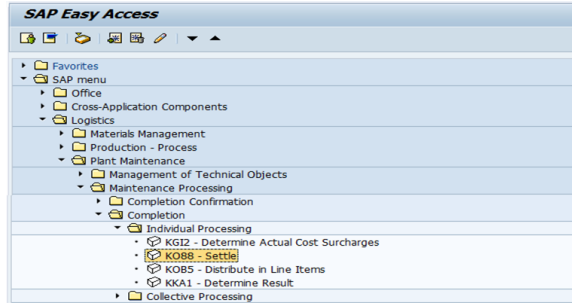 SAP Easy Access
Favorites
SAP menu
Office
Cross-Application Components
Logistics
Materials Management
Production - Process
Plant Maintenance
Management of Technical Objects
Maintenance Processing
Completion Confirmation
Completion
Individual Processing
KGI2 - Determine Actual Cost Surcharges
KO88 - Settle
KOB5 - Distribute in Line Items
KKA1 - Determine Result
Collective Processing